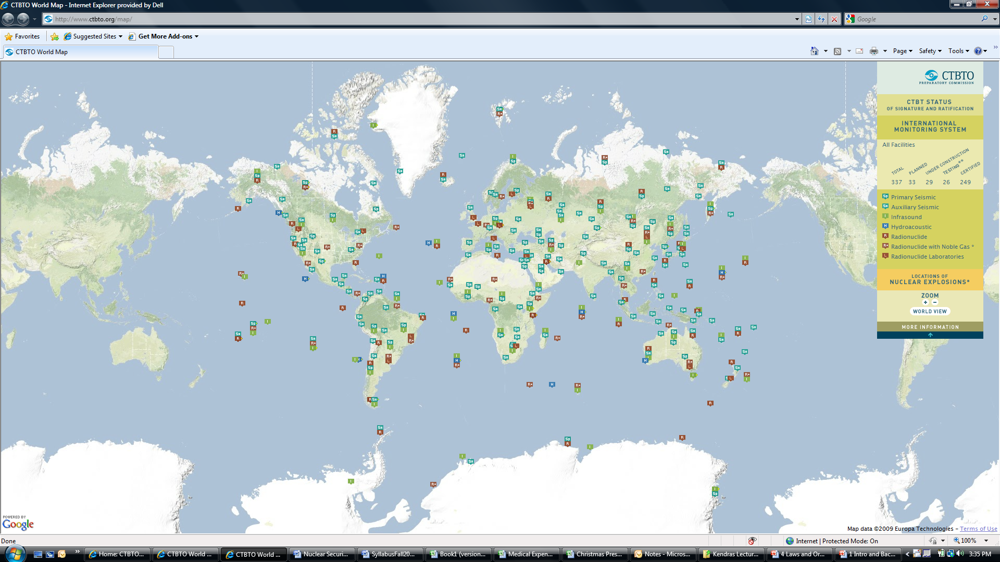 CTBTO World Map - Internet Explorer provided by Dell
http://www.ctbto.org/map/
Google
Favorites Suggested Sites Get More Add-ons
CTBTO World Map
Page Safety Tools
CTBTO
PREPARATORY COMMISSION
CTBT STATUS
OF SIGNATURE AND RATIFICATION
INTERNATIONAL
MONITORING SYSTEM
All Facilities
TOTAL PLANNED UNDER CONSTRUCTION TESTING** CERTIFIED
337 33 29 26 249
Primary Seismic
Auxiliary Seismic
Infrasound
Hydroacoustic
Radionuclide
Radionuclide with Noble Gas *
Radionuclide Laboratories
LOCATIONS OF
NUCLEAR EXPLOSIONS*
ZOOM
+ −
WORLD VIEW
MORE INFORMATION
POWERED BY
Google
Map data ©2009 Europa Technologies - Terms of Use
Done
Internet | Protected Mode: On
100%
Home: CTBTO... CTBTO World ... CTBTO World ... Nuclear Securi... SyllabusFall20... Book1 (version... Medical Expen... Christmas Pres... Notes - Micros... Kendras Lectur... 4 Laws and Or... 1 Intro and Bac... 3:35 PM